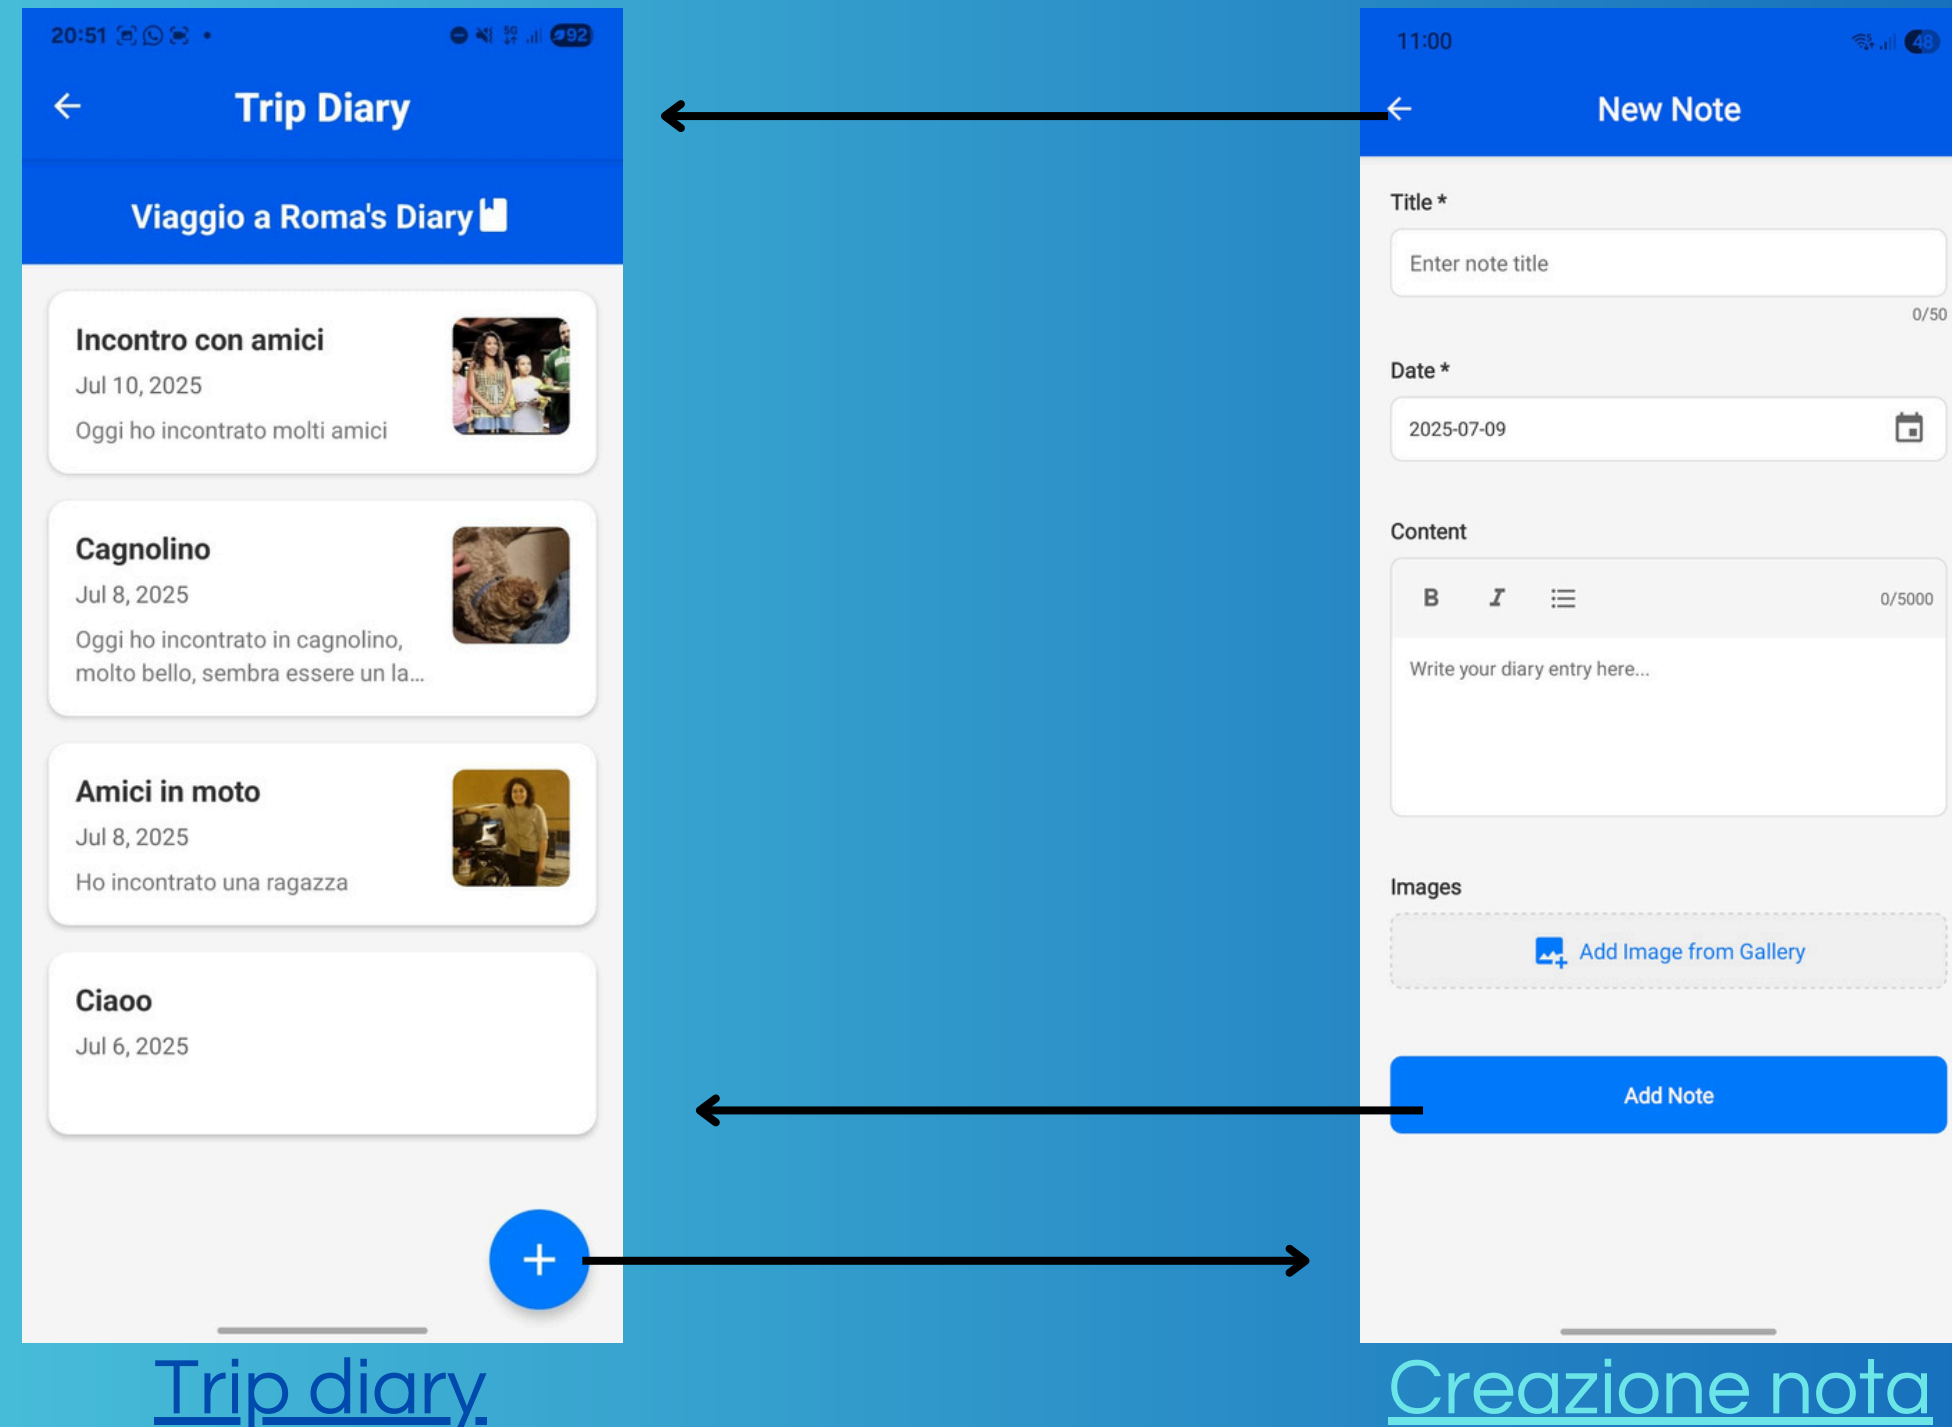 20:51
5G
92
Trip Diary
Viaggio a Roma's Diary
Incontro con amici
Jul 10, 2025
Oggi ho incontrato molti amici
Cagnolino
Jul 8, 2025
Oggi ho incontrato in cagnolino,
molto bello, sembra essere un la...
Amici in moto
Jul 8, 2025
Ho incontrato una ragazza
Ciaoo
Jul 6, 2025
+
Trip diary
11:00
48
New Note
Title *
Enter note title
0/50
Date *
2025-07-09
Content
B I
0/5000
Write your diary entry here...
Images
Add Image from Gallery
Add Note
Creazione nota